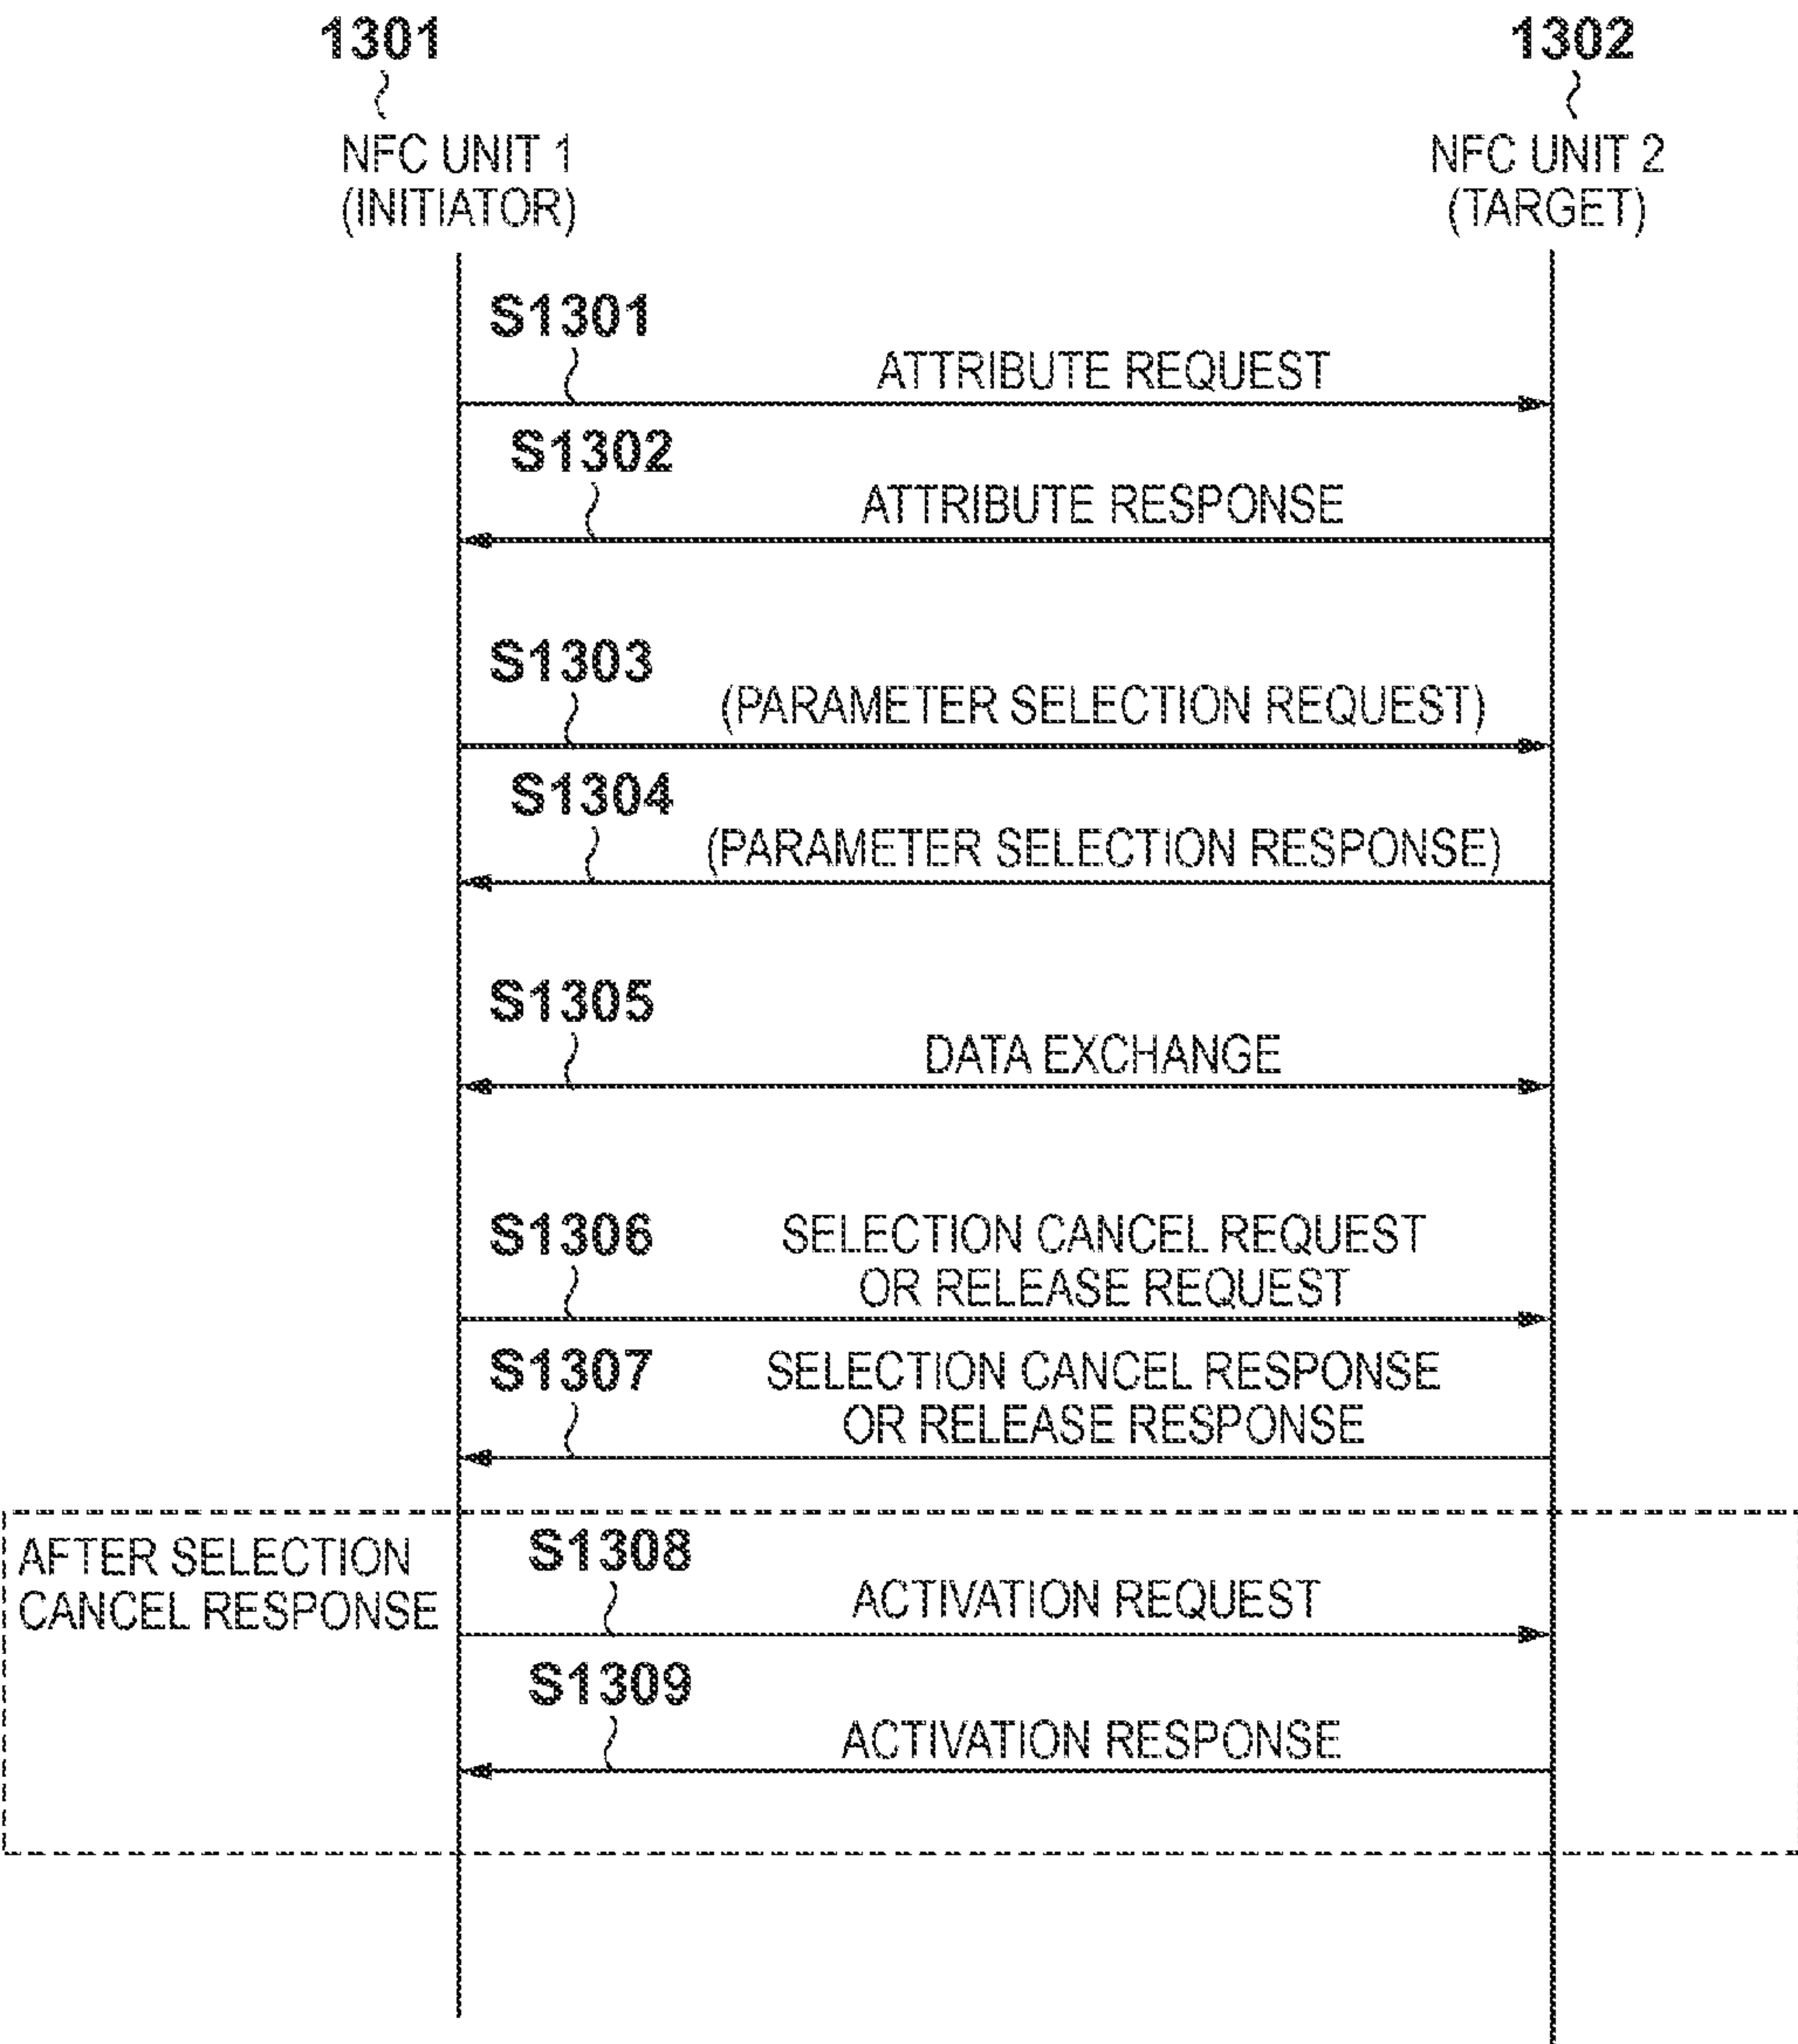 1301
1302
NFC UNIT 1
(INITIATOR)
NFC UNIT 2
(TARGET)
S1301
ATTRIBUTE REQUEST
S1302
ATTRIBUTE RESPONSE
S1303
(PARAMETER SELECTION REQUEST)
S1304
(PARAMETER SELECTION RESPONSE)
S1305
DATA EXCHANGE
S1306
SELECTION CANCEL REQUEST
OR RELEASE REQUEST
S1307
SELECTION CANCEL RESPONSE
OR RELEASE RESPONSE
AFTER SELECTION
CANCEL RESPONSE
S1308
ACTIVATION REQUEST
S1309
ACTIVATION RESPONSE